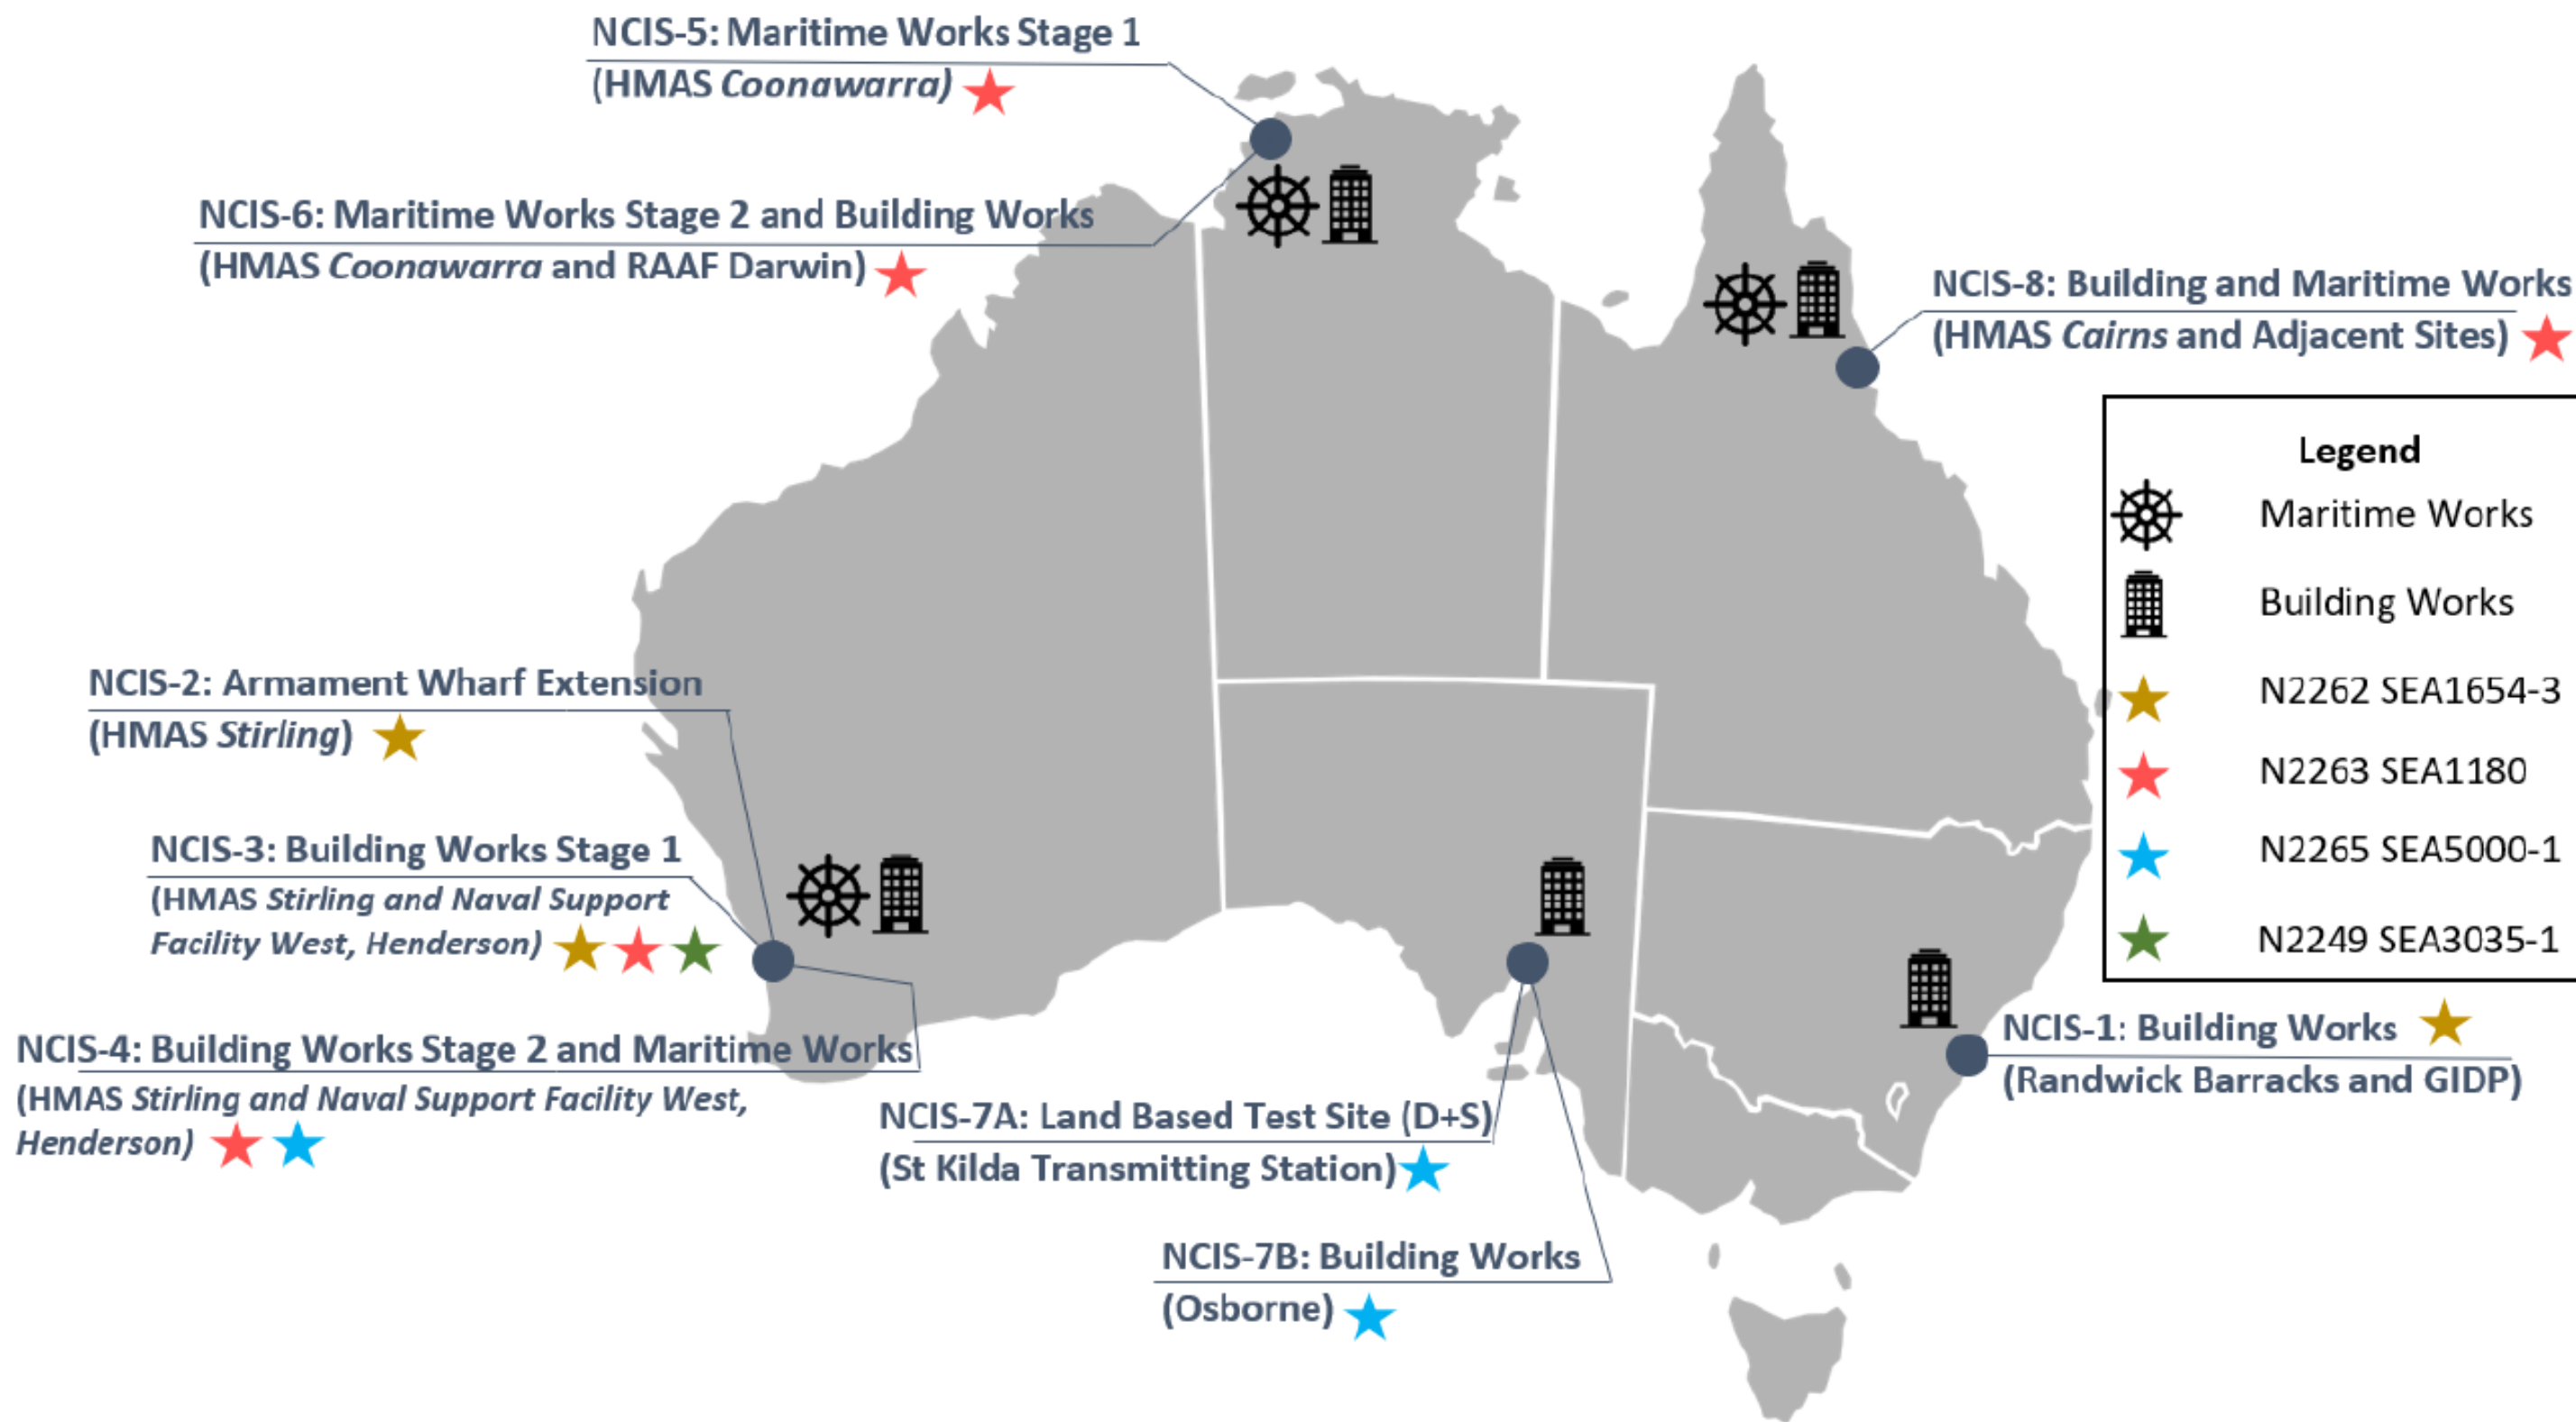 NCIS-5: Maritime Works Stage 1
(HMAS Coonawarra)
NCIS-6: Maritime Works Stage 2 and Building Works
(HMAS Coonawarra and RAAF Darwin)
NCIS-8: Building and Maritime Works
(HMAS Cairns and Adjacent Sites)
Legend
Maritime Works
Building Works
N2262 SEA1654-3
N2263 SEA1180
N2265 SEA5000-1
N2249 SEA3035-1
NCIS-2: Armament Wharf Extension
(HMAS Stirling)
NCIS-3: Building Works Stage 1
(HMAS Stirling and Naval Support
Facility West, Henderson)
NCIS-4: Building Works Stage 2 and Maritime Works
(HMAS Stirling and Naval Support Facility West,
Henderson)
NCIS-1: Building Works
(Randwick Barracks and GIDP)
NCIS-7A: Land Based Test Site (D+S)
(St Kilda Transmitting Station)
NCIS-7B: Building Works
(Osborne)